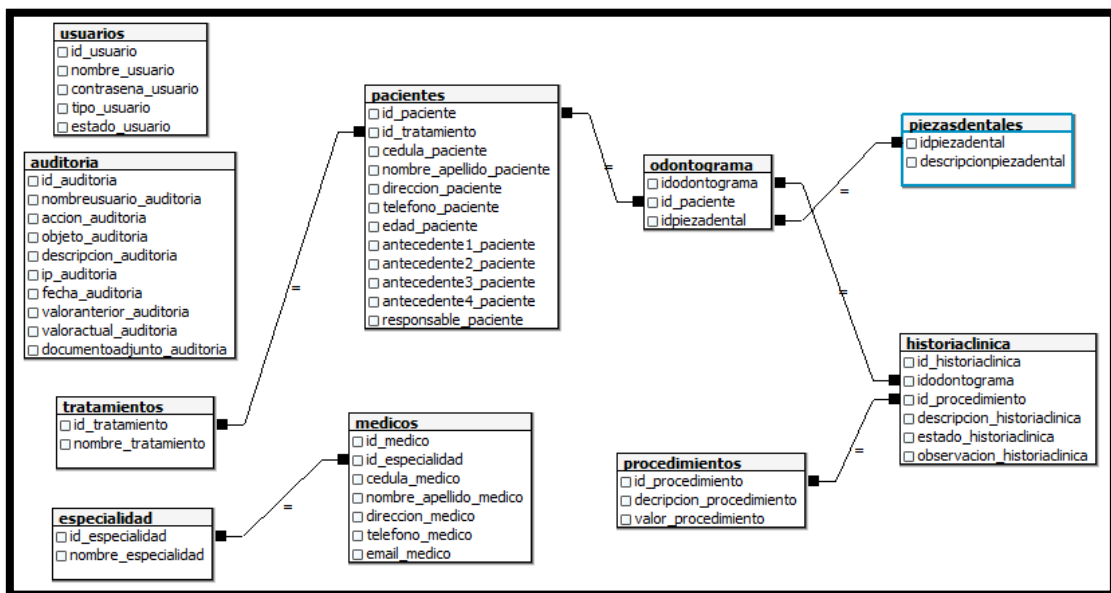 usuarios
id_usuario
nombre_usuario
contrasena_usuario
tipo_usuario
estado_usuario
auditoria
id_auditoria
nombreusuario_auditoria
accion_auditoria
objeto_auditoria
descripcion_auditoria
ip_auditoria
fecha_auditoria
valoranterior_auditoria
valoractual_auditoria
documentoadjunto_auditoria
tratamientos
id_tratamiento
nombre_tratamiento
especialidad
id_especialidad
nombre_especialidad
pacientes
id_paciente
id_tratamiento
cedula_paciente
nombre_apellido_paciente
direccion_paciente
telefono_paciente
edad_paciente
antecedente1_paciente
antecedente2_paciente
antecedente3_paciente
antecedente4_paciente
responsable_paciente
medicos
id_medico
id_especialidad
cedula_medico
nombre_apellido_medico
direccion_medico
telefono_medico
email_medico
odontograma
idodontograma
id_paciente
idpiezadental
procedimientos
id_procedimiento
decripcion_procedimiento
valor_procedimiento
piezasdentales
idpiezadental
descripcionpiezadental
historiaclinica
id_historiaclinica
idodontograma
id_procedimiento
descripcion_historiaclinica
estado_historiaclinica
observacion_historiaclinica
=
=
=
=
=
=